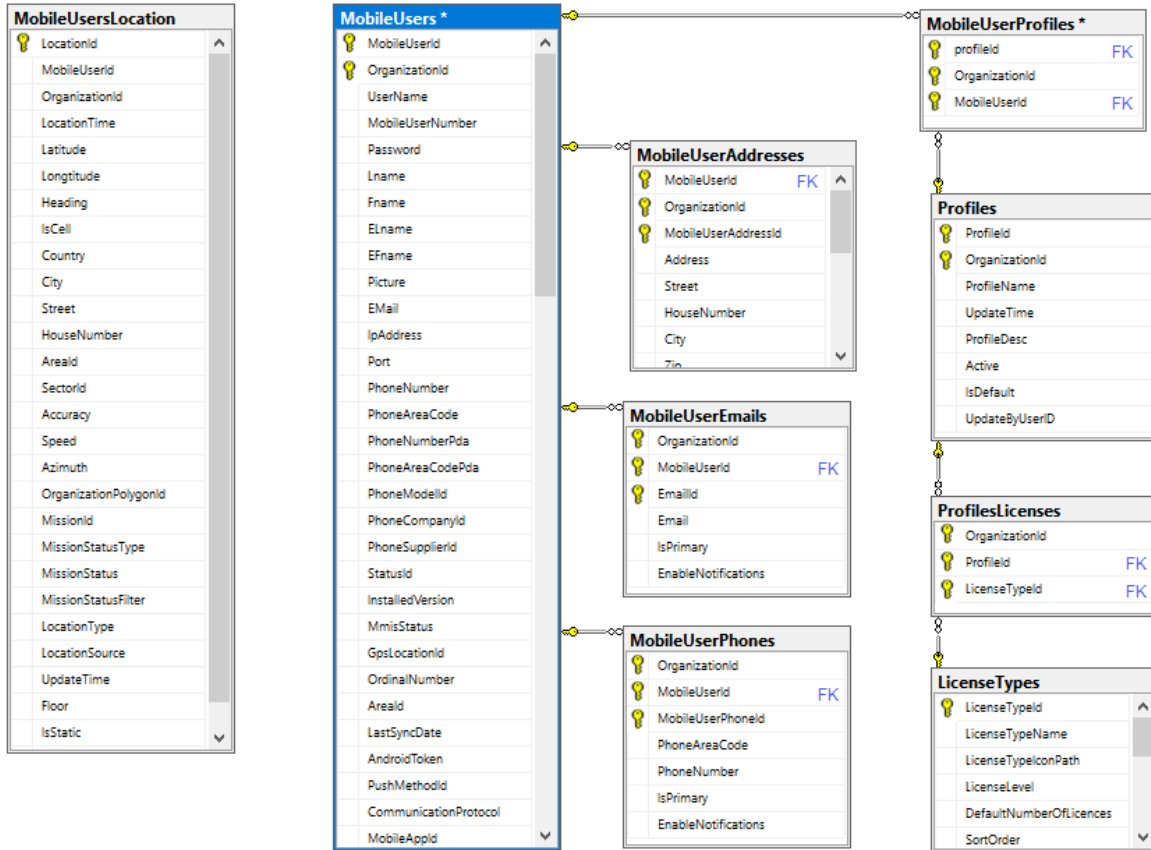 MobileUsersLocation
LocationId
MobileUserId
OrganizationId
LocationTime
Latitude
Longtitude
Heading
IsCell
Country
City
Street
HouseNumber
AreaId
SectorId
Accuracy
Speed
Azimuth
OrganizationPolygonId
MissionId
MissionStatusType
MissionStatus
MissionStatusFilter
LocationType
LocationSource
UpdateTime
Floor
IsStatic
MobileUsers *
MobileUserId
OrganizationId
UserName
MobileUserNumber
Password
Lname
Fname
ELname
EFname
Picture
EMail
IpAddress
Port
PhoneNumber
PhoneAreaCode
PhoneNumberPda
PhoneAreaCodePda
PhoneModelId
PhoneCompanyId
PhoneSupplierId
StatusId
InstalledVersion
MmisStatus
GpsLocationId
OrdinalNumber
AreaId
LastSyncDate
AndroidToken
PushMethodId
CommunicationProtocol
MobileAppId
MobileUserAddresses
MobileUserId FK
OrganizationId
MobileUserAddressId
Address
Street
HouseNumber
City
Zip
MobileUserEmails
OrganizationId
MobileUserId FK
EmailId
Email
IsPrimary
EnableNotifications
MobileUserPhones
OrganizationId
MobileUserId FK
MobileUserPhoneId
PhoneAreaCode
PhoneNumber
IsPrimary
EnableNotifications
MobileUserProfiles *
profileId FK
OrganizationId
MobileUserId FK
Profiles
ProfileId
OrganizationId
ProfileName
UpdateTime
ProfileDesc
Active
IsDefault
UpdateByUserID
ProfilesLicenses
OrganizationId
ProfileId FK
LicenseTypeId FK
LicenseTypes
LicenseTypeId
LicenseTypeName
LicenseTypeIconPath
LicenseLevel
DefaultNumberOfLicences
SortOrder